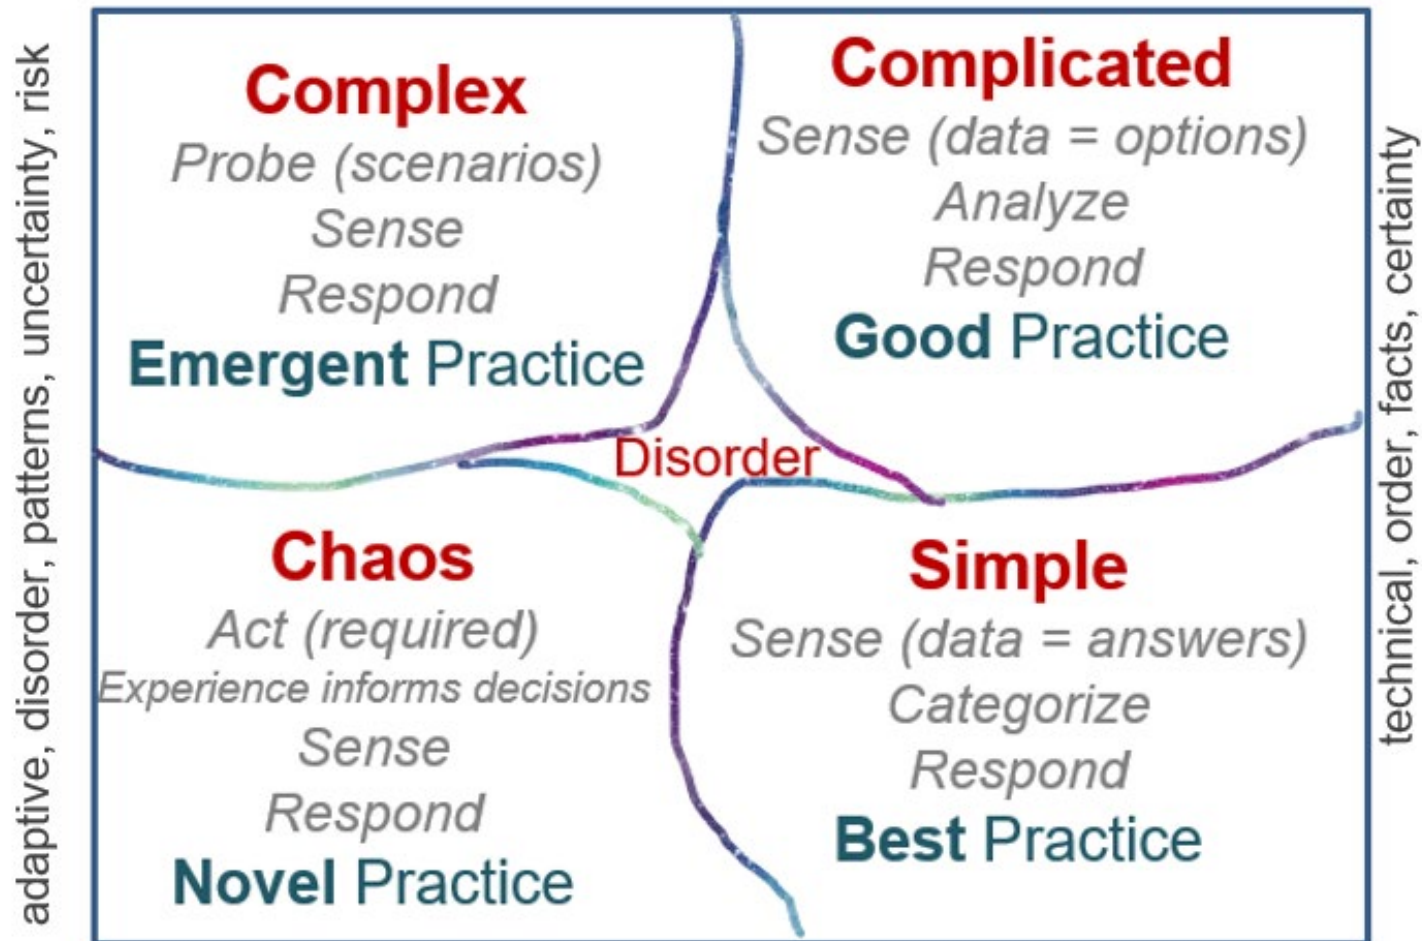 adaptive, disorder, patterns, uncertainty, risk
Complex
Probe (scenarios)
Sense
Respond
Emergent Practice
Complicated
Sense (data = options)
Analyze
Respond
Good Practice
Disorder
Chaos
Act (required)
Experience informs decisions
Sense
Respond
Novel Practice
Simple
Sense (data = answers)
Categorize
Respond
Best Practice
technical, order, facts, certainty